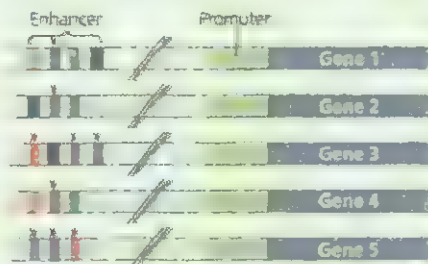 Enhancer Promoter
Gene 1
Gene 2
Gene 3
Gene 4
Gene 5